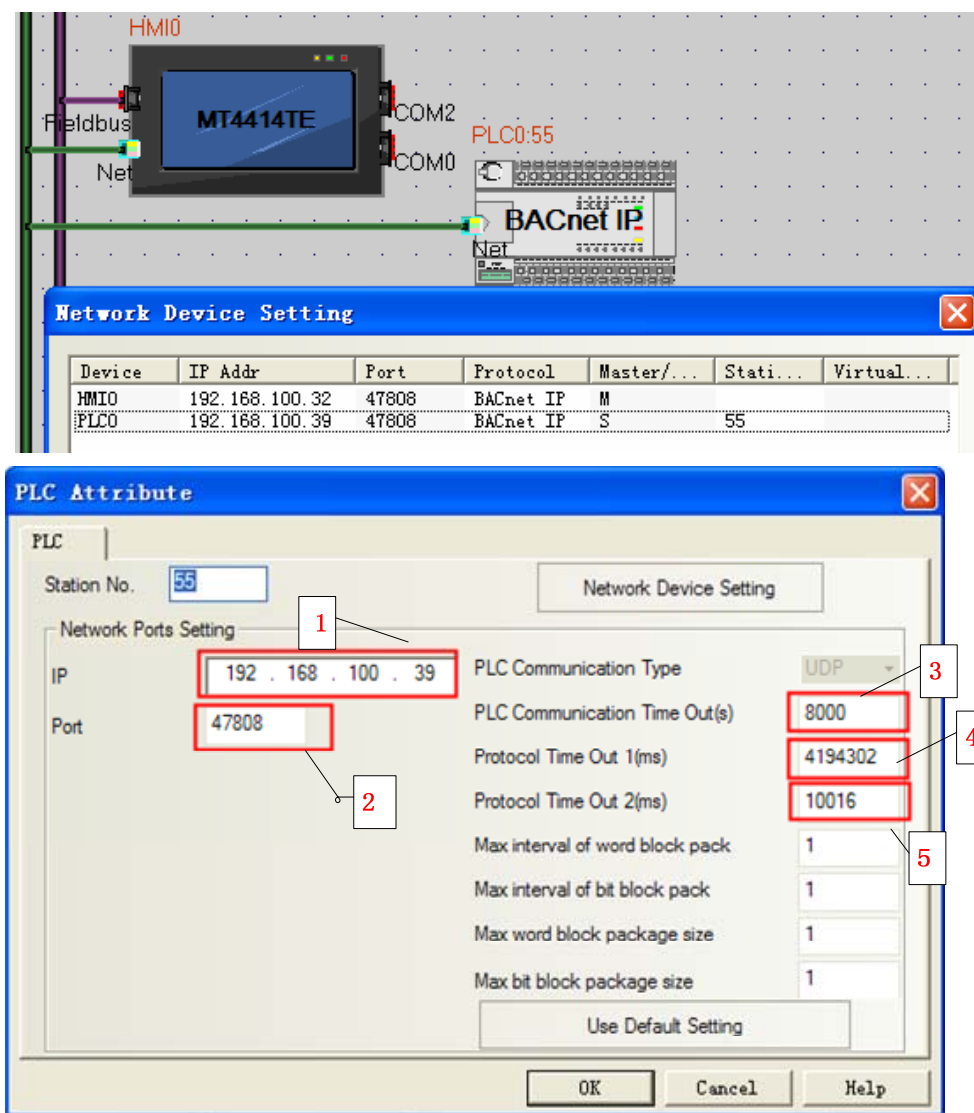 HMI0
MT4414TE
COM2
Fieldbus
PLC0:55
COM0
Net
BACnet IP
Net
Network Device Setting
Device IP Addr Port Protocol Master/... Stati... Virtual...
HMI0 192.168.100.32 47808 BACnet IP M
PLC0 192.168.100.39 47808 BACnet IP S 55
PLC Attribute
PLC
Station No. 55 Network Device Setting
Network Ports Setting 1
IP 192 . 168 . 100 . 39 PLC Communication Type UDP
3
Port 47808 PLC Communication Time Out(s) 8000
4
Protocol Time Out 1(ms) 4194302
2 Protocol Time Out 2(ms) 10016
Max interval of word block pack 1
5
Max interval of bit block pack 1
Max word block package size 1
Max bit block package size 1
Use Default Setting
OK Cancel Help